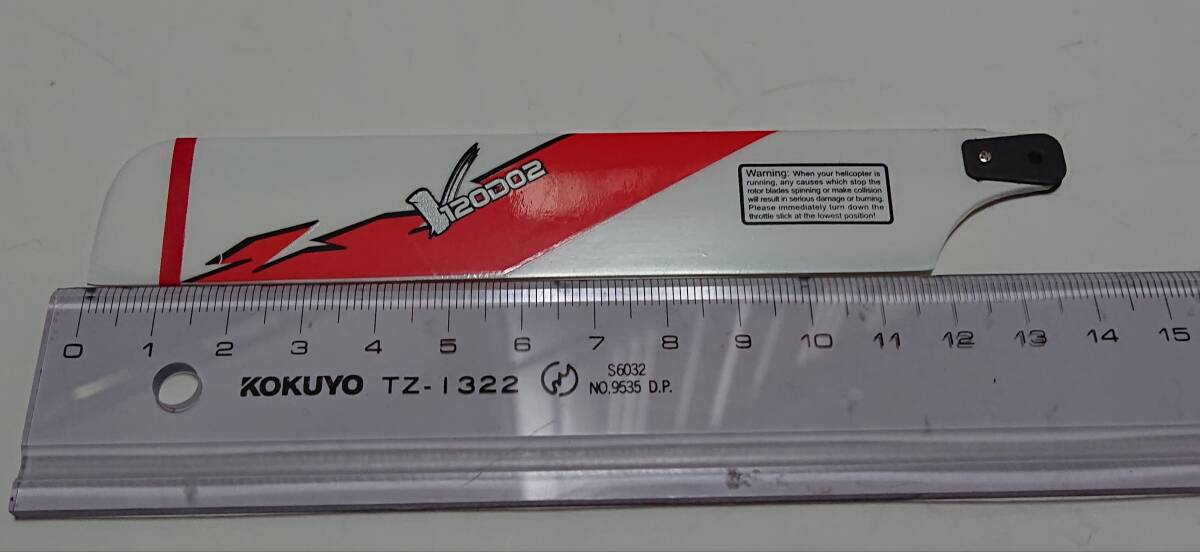 V120D02
Warning: When your helicopter is
running, any causes which stop the
rotor blades spinning or make collision
will result in serious damage or burning.
Please immediately turn down the
throttle stick at the lowest position!
0 1 2 3 4 5 6 7 8 9 10 11 12 13 14 15
KOKUYO TZ-1322
S6032
NO.9535 D.P.